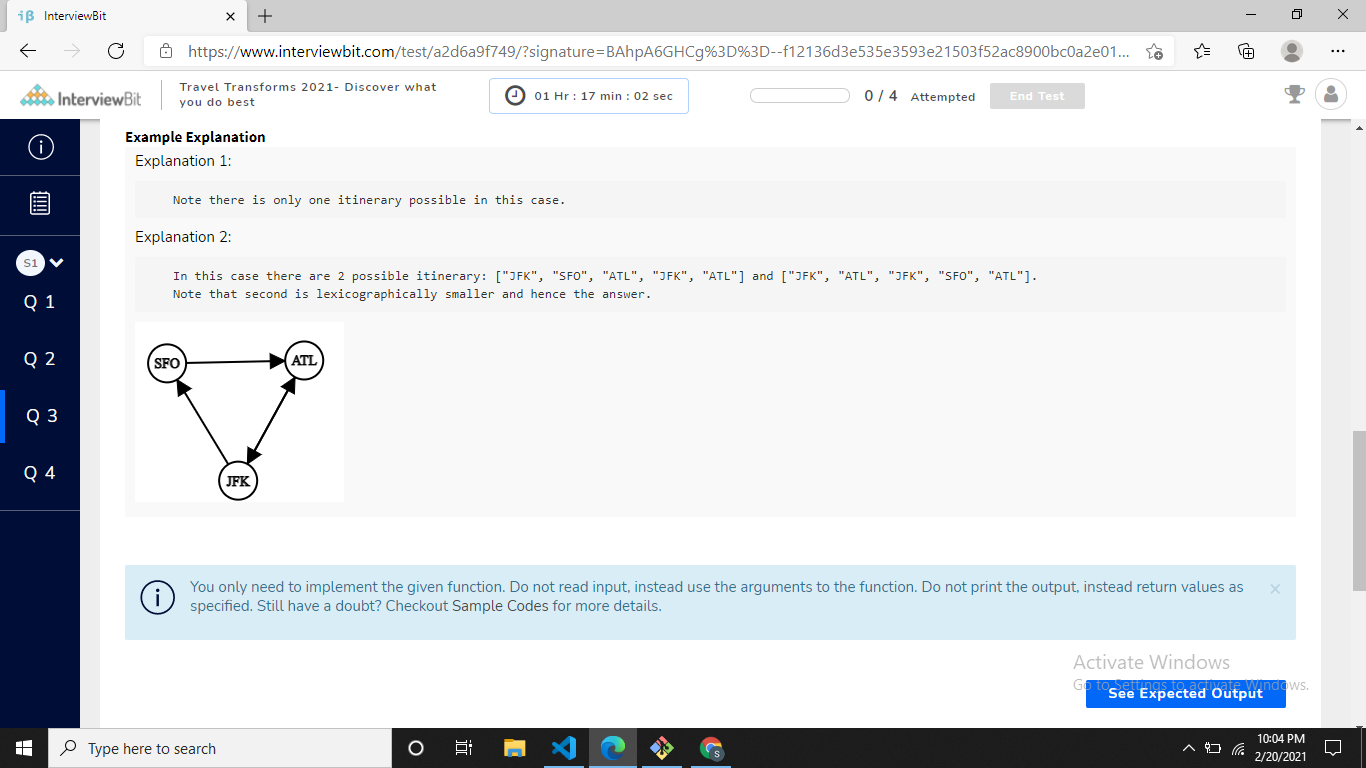 iβ InterviewBit
https://www.interviewbit.com/test/a2d6a9f749/?signature=BAhpA6GHCg%3D%3D--f12136d3e535e3593e21503f52ac8900bc0a2e01...
InterviewBit
Travel Transforms 2021- Discover what
you do best
01 Hr : 17 min : 02 sec
0 / 4 Attempted
End Test
Example Explanation
Explanation 1:
Note there is only one itinerary possible in this case.
Explanation 2:
In this case there are 2 possible itinerary: ["JFK", "SFO", "ATL", "JFK", "ATL"] and ["JFK", "ATL", "JFK", "SFO", "ATL"].
Note that second is lexicographically smaller and hence the answer.
S1
Q 1
Q 2
Q 3
Q 4
SFO
ATL
JFK
You only need to implement the given function. Do not read input, instead use the arguments to the function. Do not print the output, instead return values as
specified. Still have a doubt? Checkout Sample Codes for more details.
Activate Windows
Go to Settings to activate Windows.
See Expected Output
Type here to search
S
10:04 PM
2/20/2021